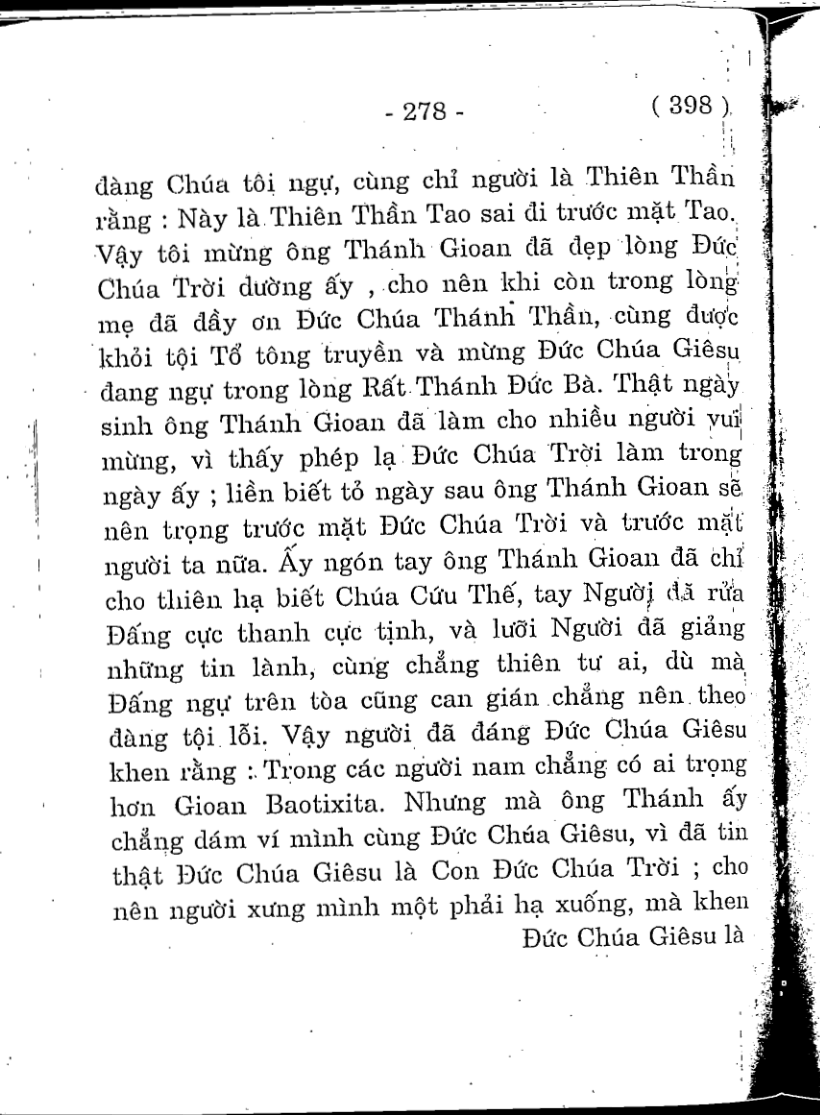 - 278 -
( 398 )
đàng Chúa tôi ngự, cùng chỉ người là Thiên Thần
rằng : Này là Thiên Thần Tao sai đi trước mặt Tao.
Vậy tôi mừng ông Thánh Gioan đã đẹp lòng Đức
Chúa Trời dường ấy , cho nên khi còn trong lòng
mẹ đã đầy ơn Đức Chúa Thánh Thần, cùng được
khỏi tội Tổ tông truyền và mừng Đức Chúa Giêsu
đang ngự trong lòng Rất Thánh Đức Bà. Thật ngày
sinh ông Thánh Gioan đã làm cho nhiều người vui
mừng, vì thấy phép lạ Đức Chúa Trời làm trong
ngày ấy ; liền biết tỏ ngày sau ông Thánh Gioan sẽ
nên trọng trước mặt Đức Chúa Trời và trước mặt
người ta nữa. Ấy ngón tay ông Thánh Gioan đã chỉ
cho thiên hạ biết Chúa Cứu Thế, tay Người đã rửa
Đấng cực thanh cực tịnh, và lưỡi Người đã giảng
những tin lành, cùng chẳng thiên tư ai, dù mà
Đấng ngự trên tòa cũng can gián chẳng nên theo
đàng tội lỗi. Vậy người đã đáng Đức Chúa Giêsu
khen rằng : Trong các người nam chẳng có ai trọng
hơn Gioan Baotixita. Nhưng mà ông Thánh ấy
chẳng dám ví mình cùng Đức Chúa Giêsu, vì đã tin
thật Đức Chúa Giêsu là Con Đức Chúa Trời ; cho
nên người xưng mình một phải hạ xuống, mà khen
Đức Chúa Giêsu là